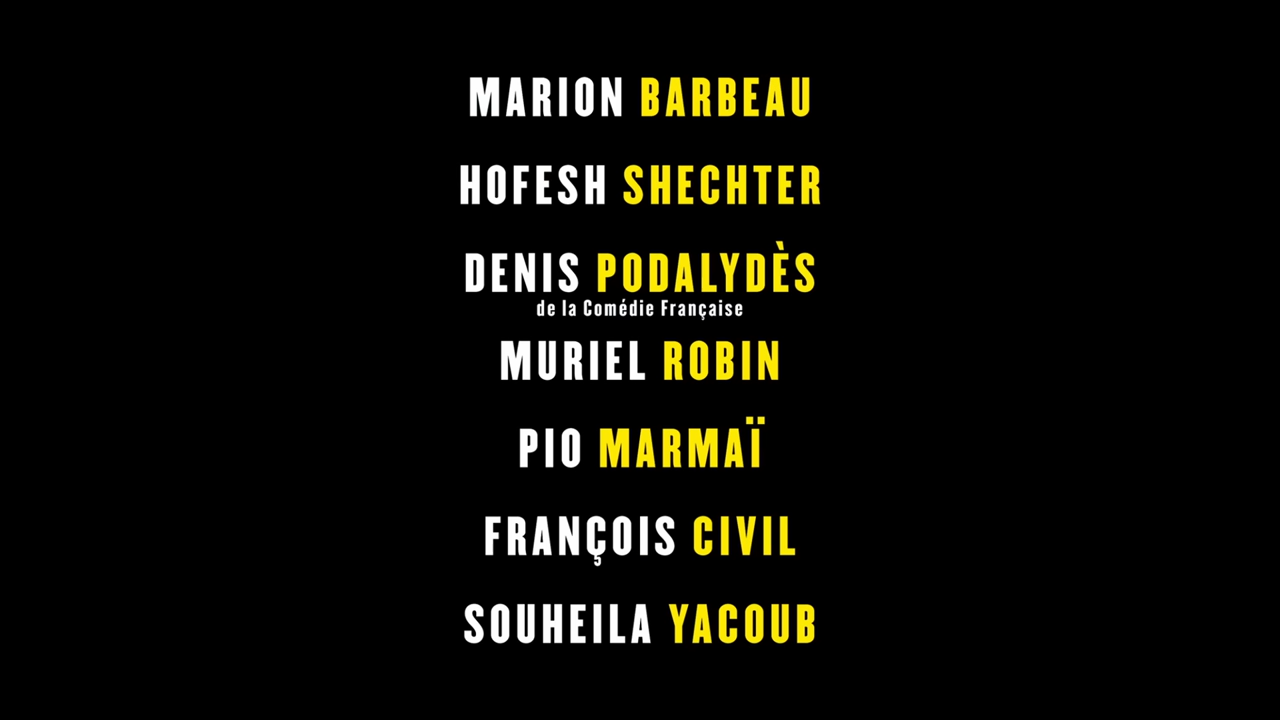 MARION BARBEAU
HOFESH SHECHTER
DENIS PODALYDÈS
de la Comédie Française
MURIEL ROBIN
PIO MARMAÏ
FRANÇOIS CIVIL
SOUHEILA YACOUB